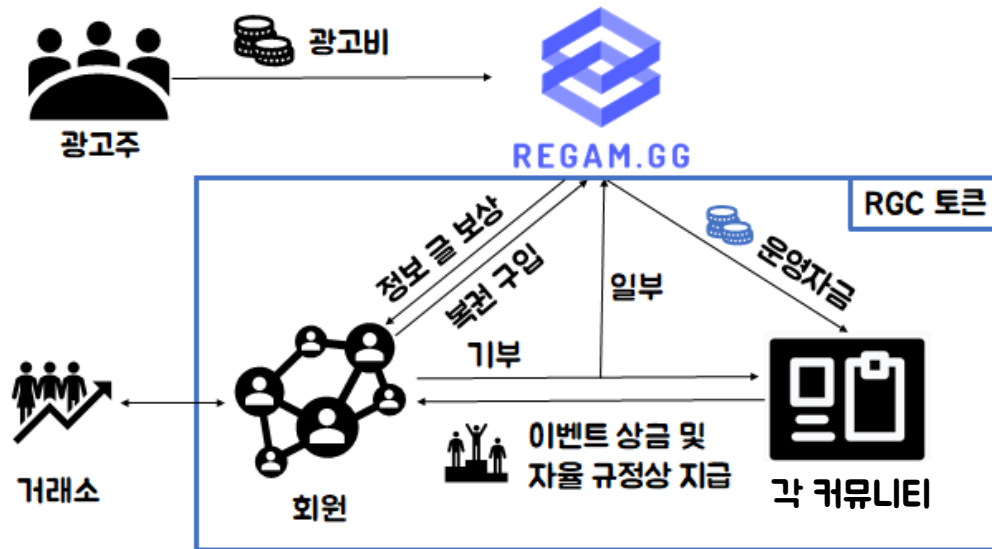 광고비
광고주
REGAM.GG
RGC 토큰
정보 글 보상
복권 구입
일부
운영자금
기부
이벤트 상금 및
자율 규정상 지급
거래소
회원
각 커뮤니티